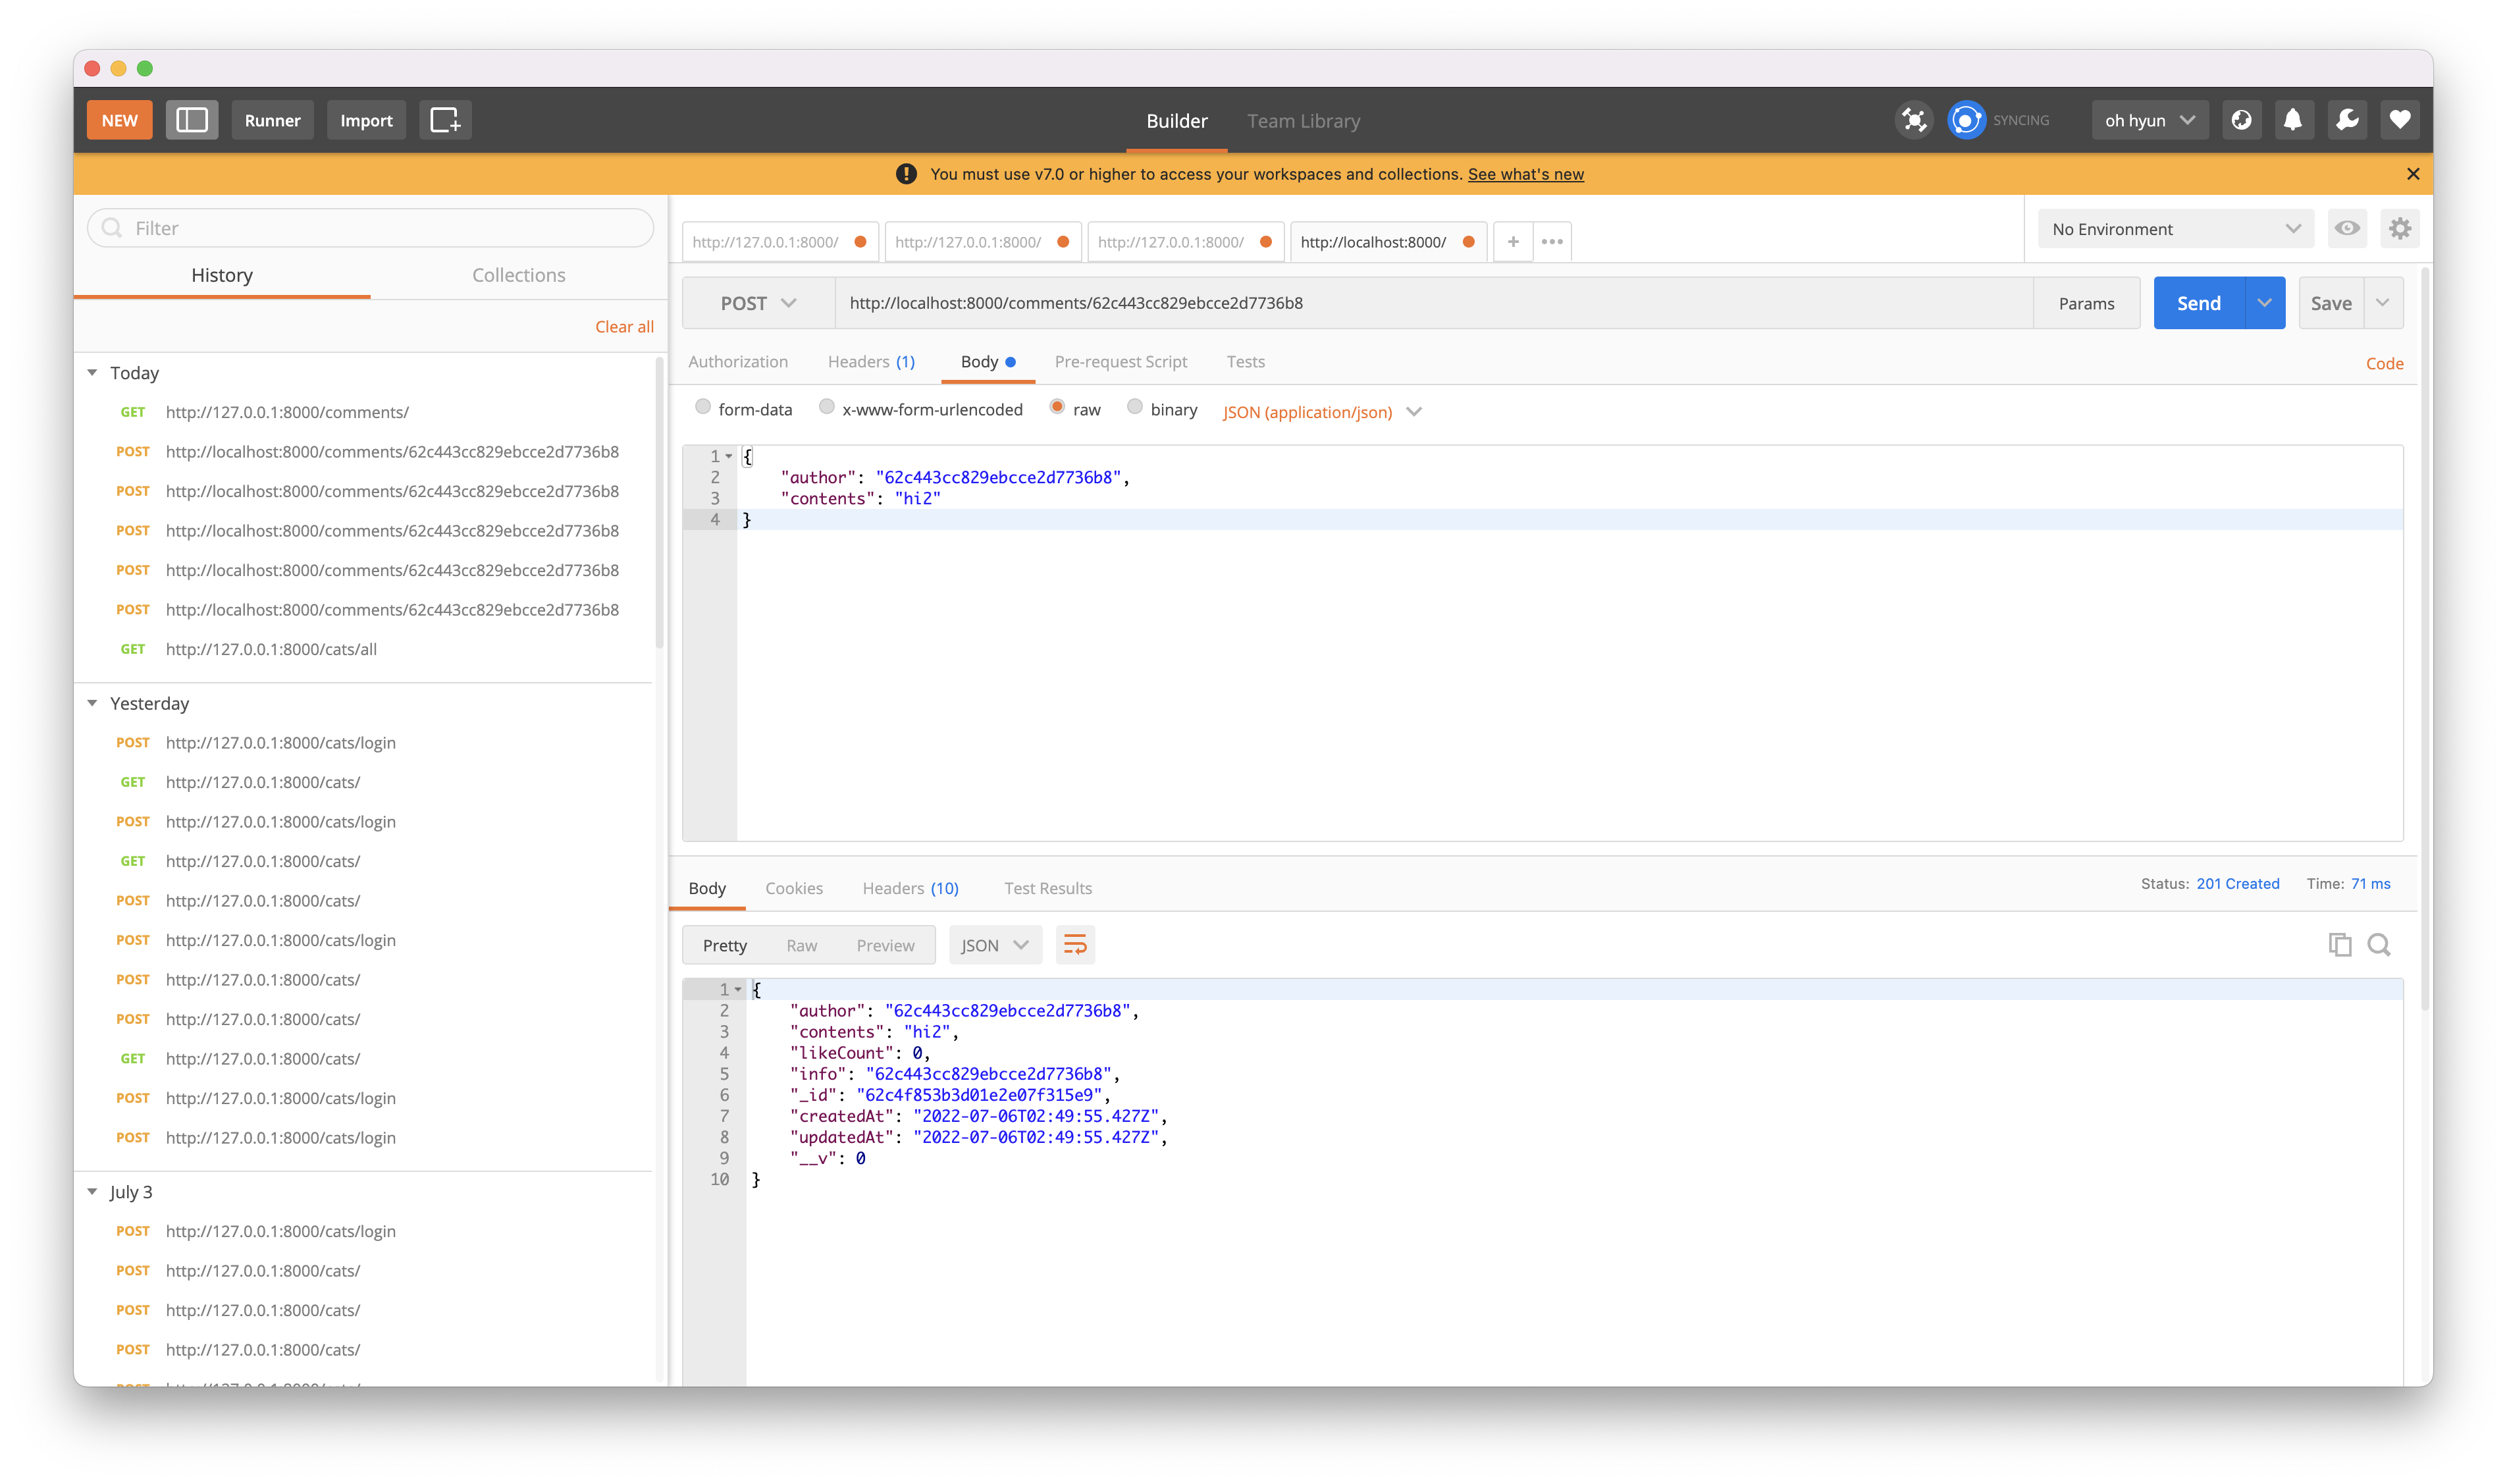 NEW Runner Import Builder Team Library SYNCING oh hyun
You must use v7.0 or higher to access your workspaces and collections. See what's new
Filter
History Collections
Clear all
Today
GET http://127.0.0.1:8000/comments/
POST http://localhost:8000/comments/62c443cc829ebcce2d7736b8
POST http://localhost:8000/comments/62c443cc829ebcce2d7736b8
POST http://localhost:8000/comments/62c443cc829ebcce2d7736b8
POST http://localhost:8000/comments/62c443cc829ebcce2d7736b8
POST http://localhost:8000/comments/62c443cc829ebcce2d7736b8
GET http://127.0.0.1:8000/cats/all
Yesterday
POST http://127.0.0.1:8000/cats/login
GET http://127.0.0.1:8000/cats/
POST http://127.0.0.1:8000/cats/login
GET http://127.0.0.1:8000/cats/
POST http://127.0.0.1:8000/cats/
POST http://127.0.0.1:8000/cats/login
POST http://127.0.0.1:8000/cats/
POST http://127.0.0.1:8000/cats/
GET http://127.0.0.1:8000/cats/
POST http://127.0.0.1:8000/cats/login
POST http://127.0.0.1:8000/cats/login
July 3
POST http://127.0.0.1:8000/cats/login
POST http://127.0.0.1:8000/cats/
POST http://127.0.0.1:8000/cats/
POST http://127.0.0.1:8000/cats/
http://127.0.0.1:8000/ http://127.0.0.1:8000/ http://127.0.0.1:8000/ http://localhost:8000/ + •••
No Environment
POST http://localhost:8000/comments/62c443cc829ebcce2d7736b8 Params Send Save
Authorization Headers (1) Body Pre-request Script Tests Code
form-data x-www-form-urlencoded raw binary JSON (application/json)
1 {
2 "author": "62c443cc829ebcce2d7736b8",
3 "contents": "hi2"
4 }
Body Cookies Headers (10) Test Results Status: 201 Created Time: 71 ms
Pretty Raw Preview JSON
1 {
2 "author": "62c443cc829ebcce2d7736b8",
3 "contents": "hi2",
4 "likeCount": 0,
5 "info": "62c443cc829ebcce2d7736b8",
6 "_id": "62c4f853b3d01e2e07f315e9",
7 "createdAt": "2022-07-06T02:49:55.427Z",
8 "updatedAt": "2022-07-06T02:49:55.427Z",
9 "__v": 0
10 }